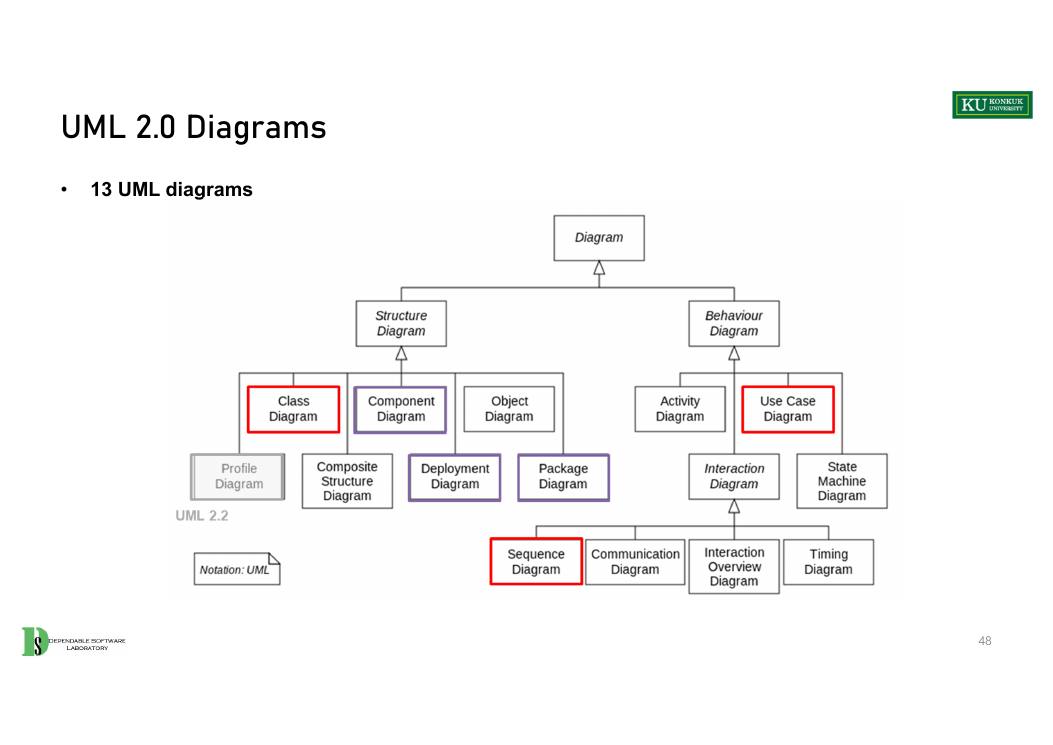 KU KONKUK
UNIVERSITY
UML 2.0 Diagrams
• 13 UML diagrams
Diagram
Structure
Diagram
Behaviour
Diagram
Class
Diagram
Component
Diagram
Object
Diagram
Activity
Diagram
Use Case
Diagram
Profile
Diagram
Composite
Structure
Diagram
Deployment
Diagram
Package
Diagram
Interaction
Diagram
State
Machine
Diagram
UML 2.2
Sequence
Diagram
Communication
Diagram
Interaction
Overview
Diagram
Timing
Diagram
Notation: UML
DS DEPENDABLE SOFTWARE
LABORATORY
48